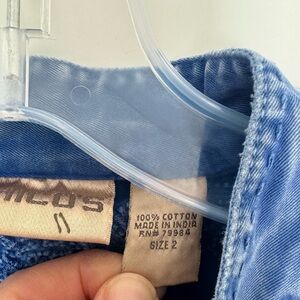 100% COTTON
MADE IN INDIA
RN# 79984
SIZE 2